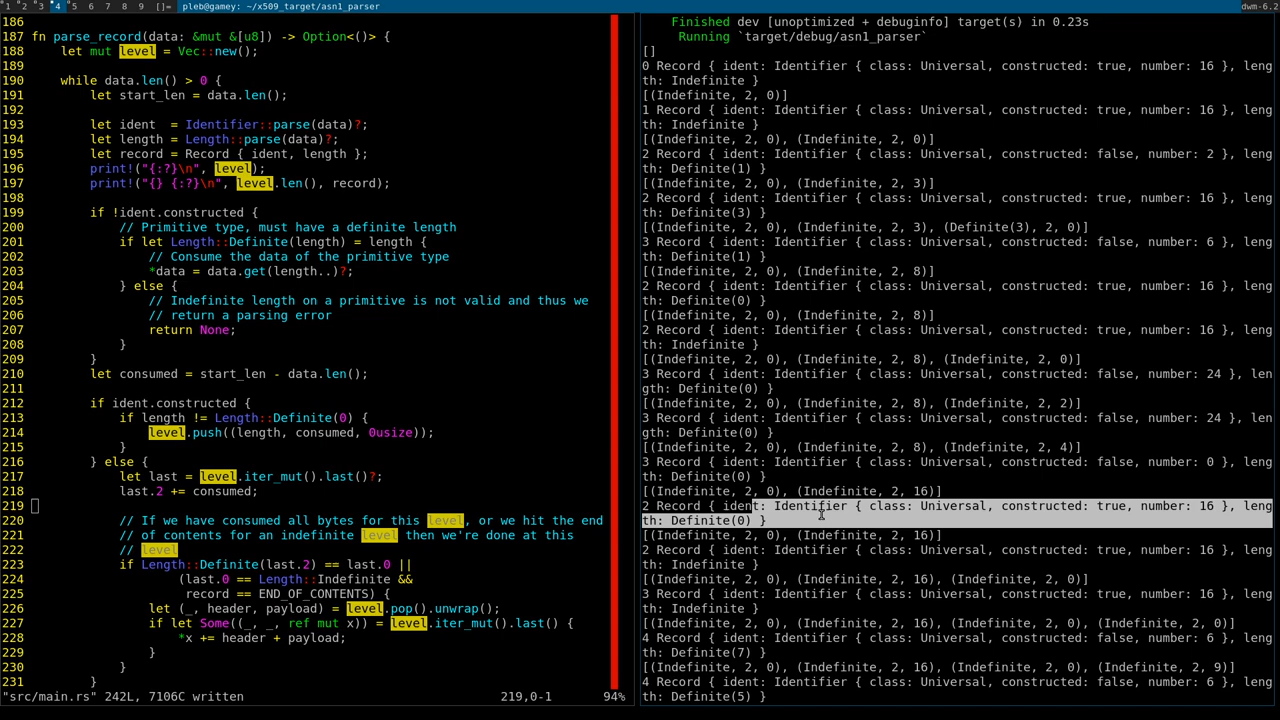 1 2 3 4 5 6 7 8 9 []= pleb@gamey: ~/x509_target/asn1_parser dwm-6.2
186
187 fn parse_record(data: &mut &[u8]) -> Option<()> {
188     let mut level = Vec::new();
189
190     while data.len() > 0 {
191         let start_len = data.len();
192
193         let ident  = Identifier::parse(data)?;
194         let length = Length::parse(data)?;
195         let record = Record { ident, length };
196         print!("{:?}\n", level);
197         print!("{} {:?}\n", level.len(), record);
198
199         if !ident.constructed {
200             // Primitive type, must have a definite length
201             if let Length::Definite(length) = length {
202                 // Consume the data of the primitive type
203                 *data = data.get(length..)?;
204             } else {
205                 // Indefinite length on a primitive is not valid and thus we
206                 // return a parsing error
207                 return None;
208             }
209         }
210         let consumed = start_len - data.len();
211
212         if ident.constructed {
213             if length != Length::Definite(0) {
214                 level.push((length, consumed, 0usize));
215             }
216         } else {
217             let last = level.iter_mut().last()?;
218             last.2 += consumed;
219
220             // If we have consumed all bytes for this level, or we hit the end
221             // of contents for an indefinite level then we're done at this
222             // level
223             if Length::Definite(last.2) == last.0 ||
224                     (last.0 == Length::Indefinite &&
225                      record == END_OF_CONTENTS) {
226                 let (_, header, payload) = level.pop().unwrap();
227                 if let Some((_, _, ref mut x)) = level.iter_mut().last() {
228                     *x += header + payload;
229                 }
230             }
231         }
"src/main.rs" 242L, 7106C written 219,0-1 94%
Finished dev [unoptimized + debuginfo] target(s) in 0.23s
Running `target/debug/asn1_parser`
[]
0 Record { ident: Identifier { class: Universal, constructed: true, number: 16 }, leng
th: Indefinite }
[(Indefinite, 2, 0)]
1 Record { ident: Identifier { class: Universal, constructed: true, number: 16 }, leng
th: Indefinite }
[(Indefinite, 2, 0), (Indefinite, 2, 0)]
2 Record { ident: Identifier { class: Universal, constructed: false, number: 2 }, leng
th: Definite(1) }
[(Indefinite, 2, 0), (Indefinite, 2, 3)]
2 Record { ident: Identifier { class: Universal, constructed: true, number: 16 }, leng
th: Definite(3) }
[(Indefinite, 2, 0), (Indefinite, 2, 3), (Definite(3), 2, 0)]
3 Record { ident: Identifier { class: Universal, constructed: false, number: 6 }, leng
th: Definite(1) }
[(Indefinite, 2, 0), (Indefinite, 2, 8)]
2 Record { ident: Identifier { class: Universal, constructed: true, number: 16 }, leng
th: Definite(0) }
[(Indefinite, 2, 0), (Indefinite, 2, 8)]
2 Record { ident: Identifier { class: Universal, constructed: true, number: 16 }, leng
th: Indefinite }
[(Indefinite, 2, 0), (Indefinite, 2, 8), (Indefinite, 2, 0)]
3 Record { ident: Identifier { class: Universal, constructed: false, number: 24 }, len
gth: Definite(0) }
[(Indefinite, 2, 0), (Indefinite, 2, 8), (Indefinite, 2, 2)]
3 Record { ident: Identifier { class: Universal, constructed: false, number: 24 }, len
gth: Definite(0) }
[(Indefinite, 2, 0), (Indefinite, 2, 8), (Indefinite, 2, 4)]
3 Record { ident: Identifier { class: Universal, constructed: false, number: 0 }, leng
th: Definite(0) }
[(Indefinite, 2, 0), (Indefinite, 2, 16)]
2 Record { ident: Identifier { class: Universal, constructed: true, number: 16 }, leng
th: Definite(0) }
[(Indefinite, 2, 0), (Indefinite, 2, 16)]
2 Record { ident: Identifier { class: Universal, constructed: true, number: 16 }, leng
th: Indefinite }
[(Indefinite, 2, 0), (Indefinite, 2, 16), (Indefinite, 2, 0)]
3 Record { ident: Identifier { class: Universal, constructed: true, number: 16 }, leng
th: Indefinite }
[(Indefinite, 2, 0), (Indefinite, 2, 16), (Indefinite, 2, 0), (Indefinite, 2, 0)]
4 Record { ident: Identifier { class: Universal, constructed: false, number: 6 }, leng
th: Definite(7) }
[(Indefinite, 2, 0), (Indefinite, 2, 16), (Indefinite, 2, 0), (Indefinite, 2, 9)]
4 Record { ident: Identifier { class: Universal, constructed: false, number: 6 }, leng
th: Definite(5) }